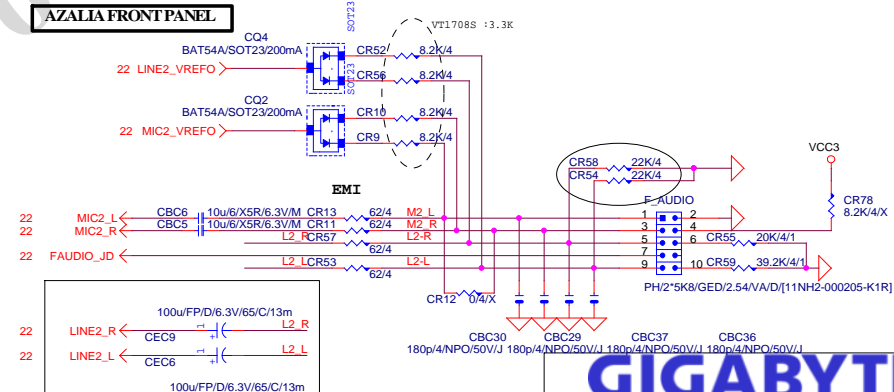 AZALIA FRONT PANEL
SOT23
VT1708S :3.3K
CQ4
BAT54A/SOT23/200mA
CR52 8.2K/4
22 LINE2_VREFO
CR56 8.2K/4
SOT23
CQ2
BAT54A/SOT23/200mA
CR10 8.2K/4
22 MIC2_VREFO
CR9 8.2K/4
VCC3
CR58 22K/4
CR54 22K/4
EMI
F_AUDIO
CR78
8.2K/4/X
22 MIC2_L CBC6 10u/6/X5R/6.3V/M CR13 62/4 M2_L 1 2
22 MIC2_R CBC5 10u/6/X5R/6.3V/M CR11 62/4 M2_R 3 4
L2_R CR57 62/4 L2-R 5 6 CR55 20K/4/1
22 FAUDIO_JD 7 8
L2_L CR53 62/4 L2-L 9 10 CR59 39.2K/4/1
PH/2*5K8/GED/2.54/VA/D/[11NH2-000205-K1R]
CR12 0/4/X
100u/FP/D/6.3V/65/C/13m
22 LINE2_R 1 L2_R
CEC9 +
22 LINE2_L 1 L2_L
CEC6 +
100u/FP/D/6.3V/65/C/13m
CBC30 CBC29 CBC37 CBC36
180p/4/NPO/50V/J 180p/4/NPO/50V/J 180p/4/NPO/50V/J 180p/4/NPO/50V/J
GIGABYT